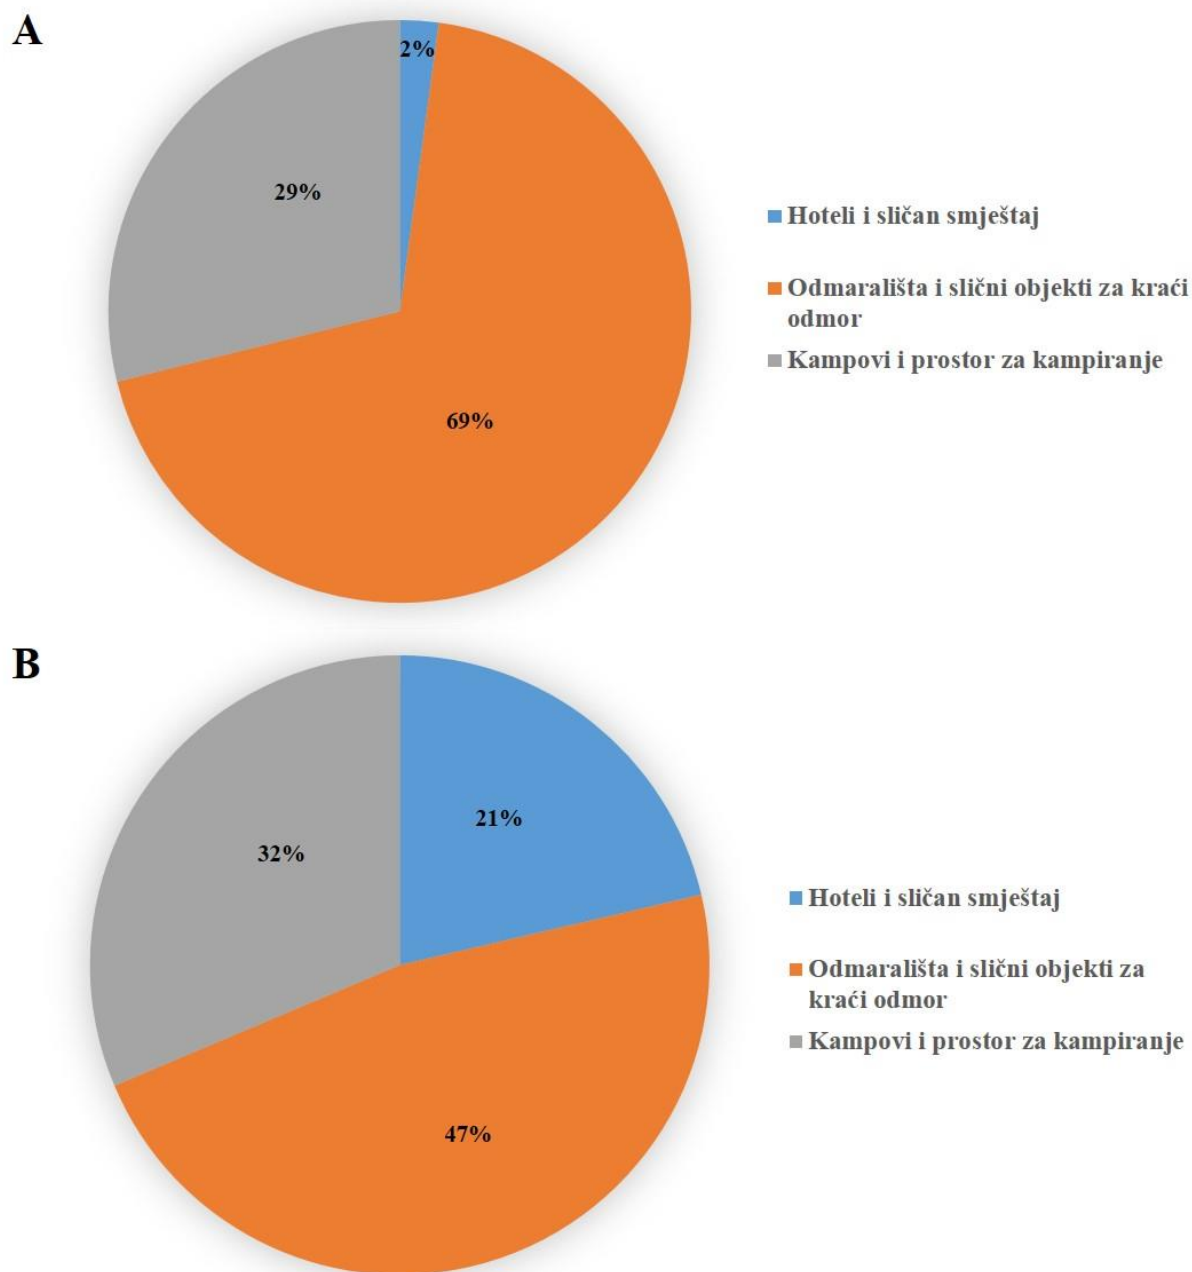 A
2%
29%
69%
Hoteli i sličan smještaj
Odmarališta i slični objekti za kraći
odmor
Kampovi i prostor za kampiranje
B
21%
32%
47%
Hoteli i sličan smještaj
Odmarališta i slični objekti za
kraći odmor
Kampovi i prostor za kampiranje